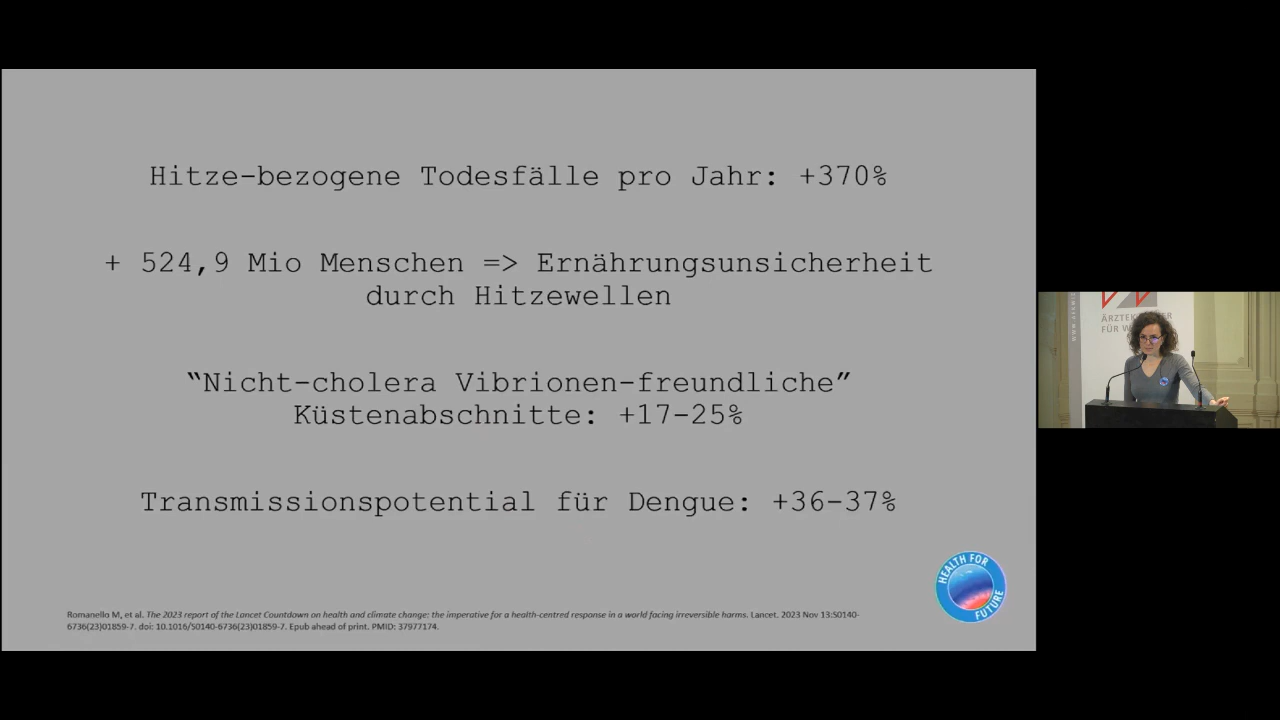 Hitze-bezogene Todesfälle pro Jahr: +370%
+ 524,9 Mio Menschen => Ernährungsunsicherheit
durch Hitzewellen
“Nicht-cholera Vibrionen-freundliche”
Küstenabschnitte: +17-25%
Transmissionspotential für Dengue: +36-37%
HEALTH FOR
FUTURE
Romanello M, et al. The 2023 report of the Lancet Countdown on health and climate change: the imperative for a health-centred response in a world facing irreversible harms. Lancet. 2023 Nov 13:S0140-
6736(23)01859-7. doi: 10.1016/S0140-6736(23)01859-7. Epub ahead of print. PMID: 37977174.
FÜR